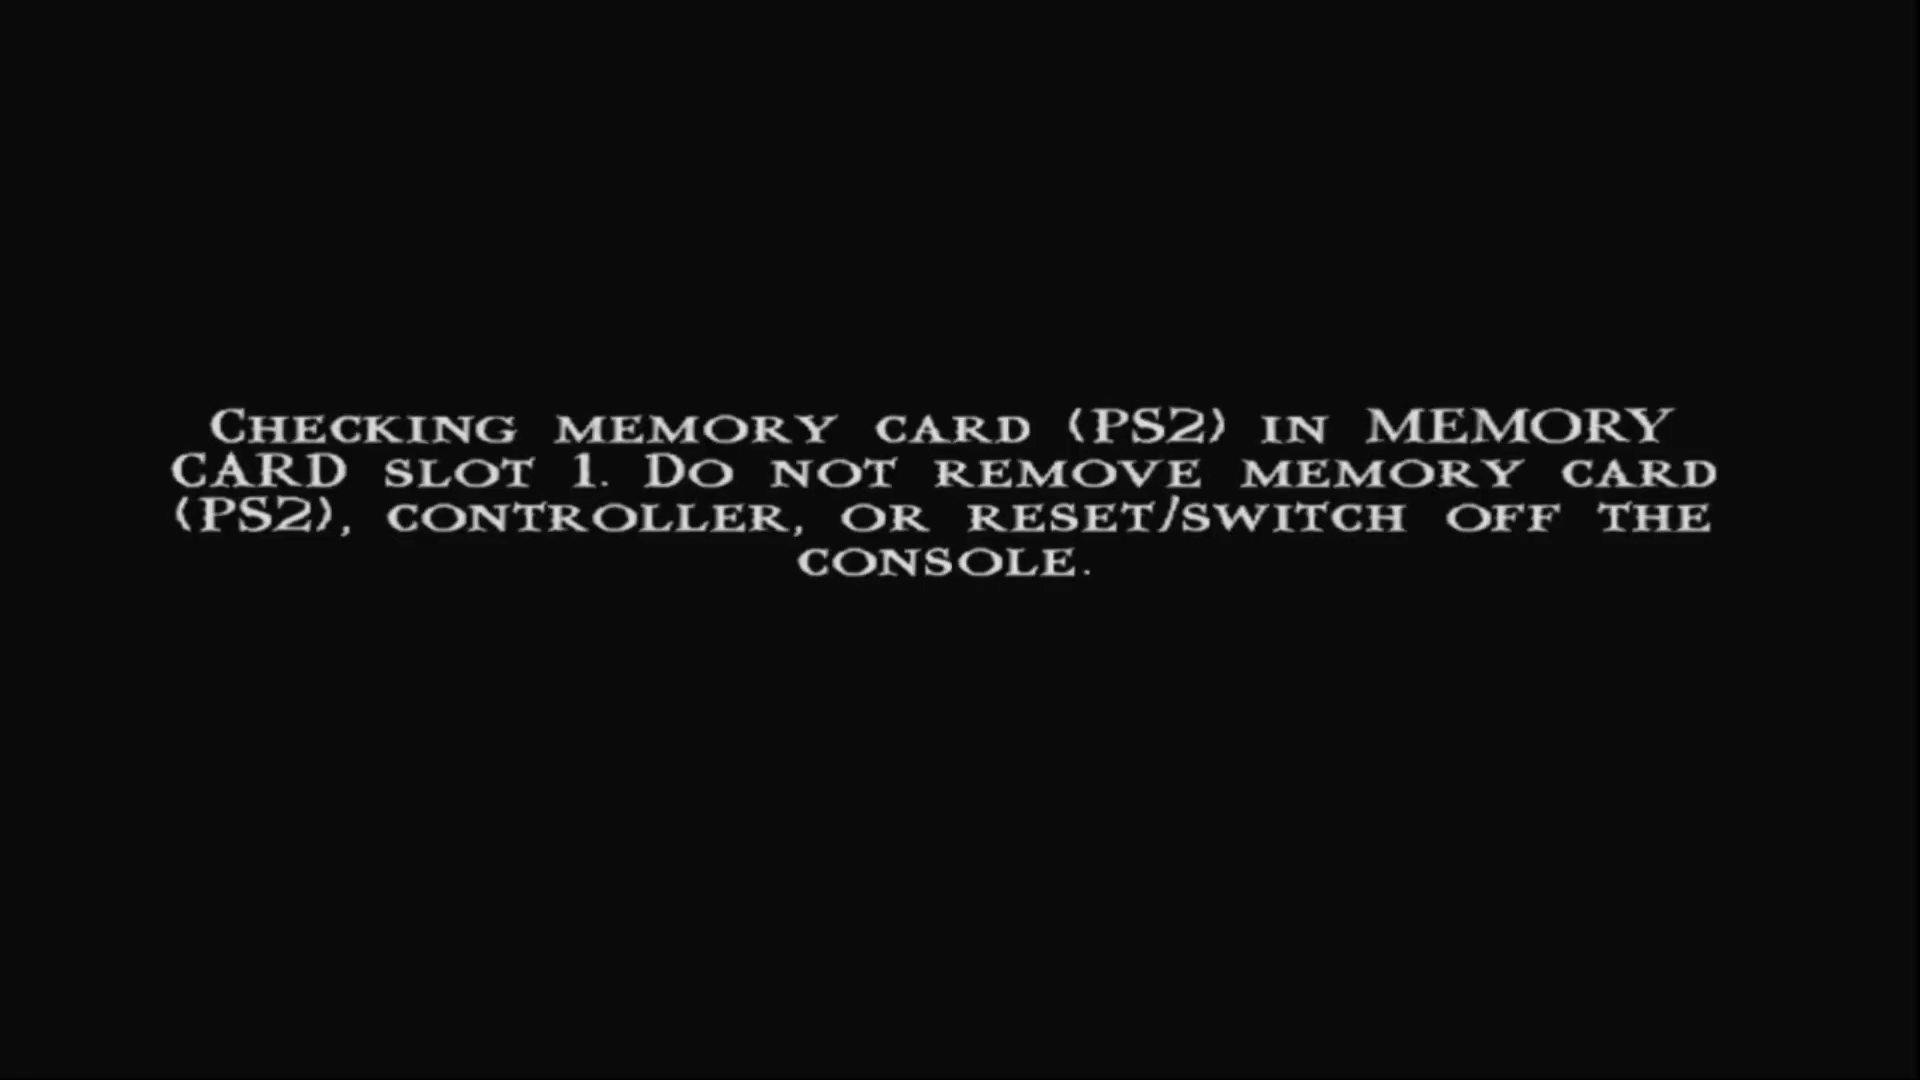 Checking memory card (PS2) in MEMORY
CARD slot 1. Do not remove memory card
(PS2), controller, or reset/switch off the
console.